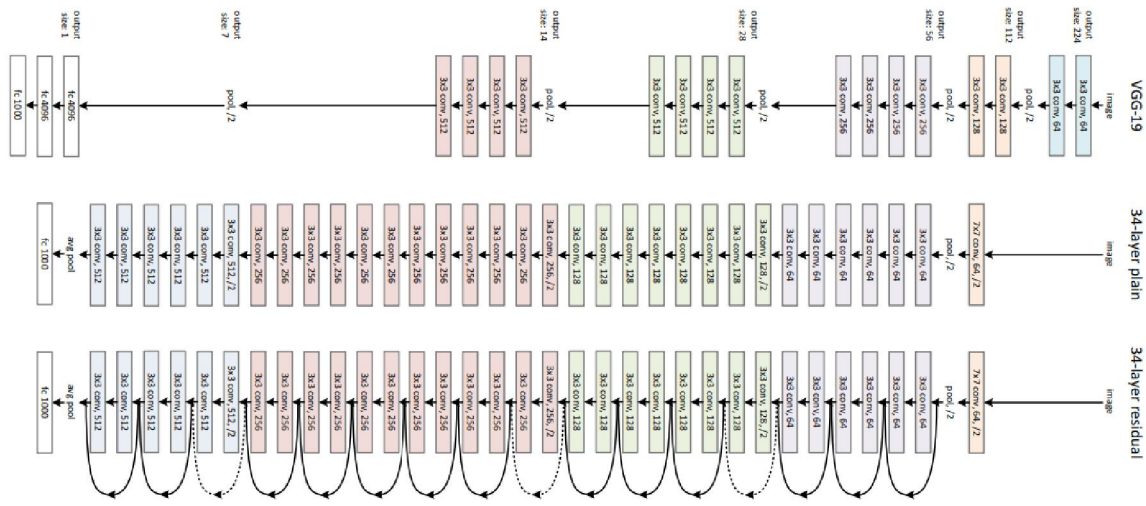 output
size: 224
output
size: 112
output
size: 56
output
size: 28
output
size: 14
output
size: 7
output
size: 1
VGG-19
image
3x3 conv, 64
3x3 conv, 64
pool, /2
3x3 conv, 128
3x3 conv, 128
pool, /2
3x3 conv, 256
3x3 conv, 256
3x3 conv, 256
3x3 conv, 256
pool, /2
3x3 conv, 512
3x3 conv, 512
3x3 conv, 512
3x3 conv, 512
pool, /2
3x3 conv, 512
3x3 conv, 512
3x3 conv, 512
3x3 conv, 512
pool, /2
fc 4096
fc 4096
fc 1000
34-layer plain
image
7x7 conv, 64, /2
pool, /2
3x3 conv, 64
3x3 conv, 64
3x3 conv, 64
3x3 conv, 64
3x3 conv, 64
3x3 conv, 64
3x3 conv, 128, /2
3x3 conv, 128
3x3 conv, 128
3x3 conv, 128
3x3 conv, 128
3x3 conv, 128
3x3 conv, 128
3x3 conv, 128
3x3 conv, 256, /2
3x3 conv, 256
3x3 conv, 256
3x3 conv, 256
3x3 conv, 256
3x3 conv, 256
3x3 conv, 256
3x3 conv, 256
3x3 conv, 256
3x3 conv, 256
3x3 conv, 256
3x3 conv, 256
3x3 conv, 512, /2
3x3 conv, 512
3x3 conv, 512
3x3 conv, 512
3x3 conv, 512
3x3 conv, 512
avg pool
fc 1000
34-layer residual
image
7x7 conv, 64, /2
pool, /2
3x3 conv, 64
3x3 conv, 64
3x3 conv, 64
3x3 conv, 64
3x3 conv, 64
3x3 conv, 64
3x3 conv, 128, /2
3x3 conv, 128
3x3 conv, 128
3x3 conv, 128
3x3 conv, 128
3x3 conv, 128
3x3 conv, 128
3x3 conv, 128
3x3 conv, 256, /2
3x3 conv, 256
3x3 conv, 256
3x3 conv, 256
3x3 conv, 256
3x3 conv, 256
3x3 conv, 256
3x3 conv, 256
3x3 conv, 256
3x3 conv, 256
3x3 conv, 256
3x3 conv, 256
3x3 conv, 512, /2
3x3 conv, 512
3x3 conv, 512
3x3 conv, 512
3x3 conv, 512
3x3 conv, 512
avg pool
fc 1000